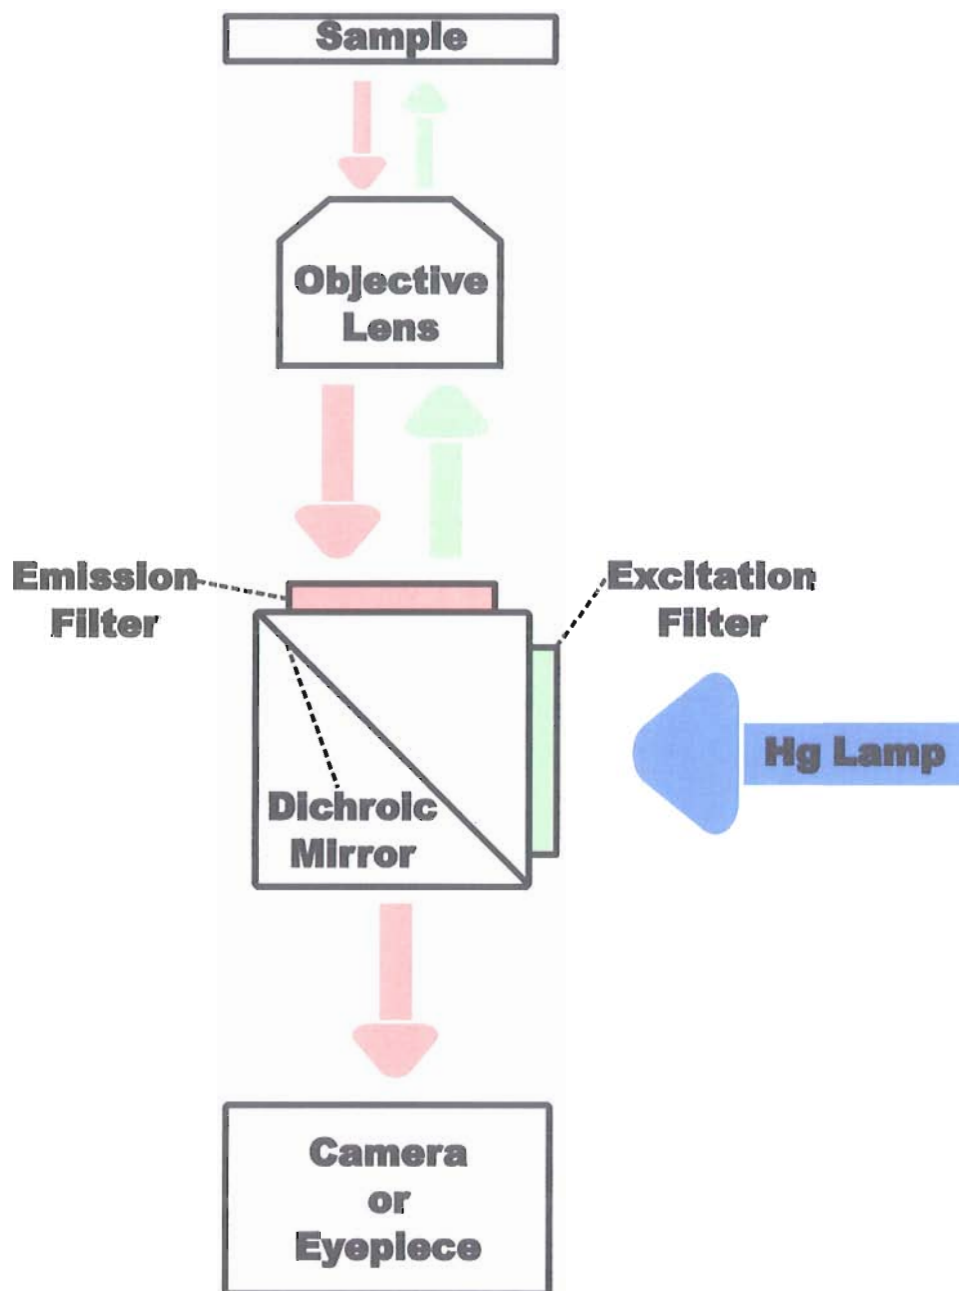 Sample
Objective
Lens
Emission
Filter
Excitation
Filter
Hg Lamp
Dichroic
Mirror
Camera
or
Eyepiece